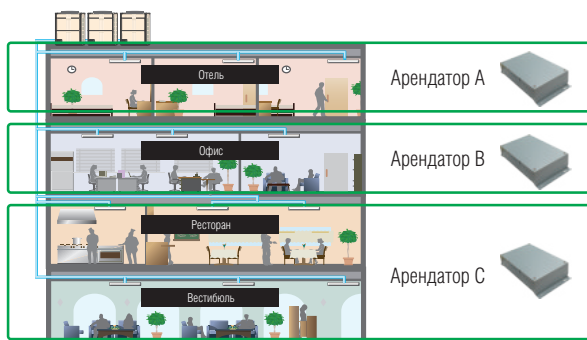 Отель
Арендатор A
Офис
Арендатор B
Ресторан
Арендатор C
Вестибюль